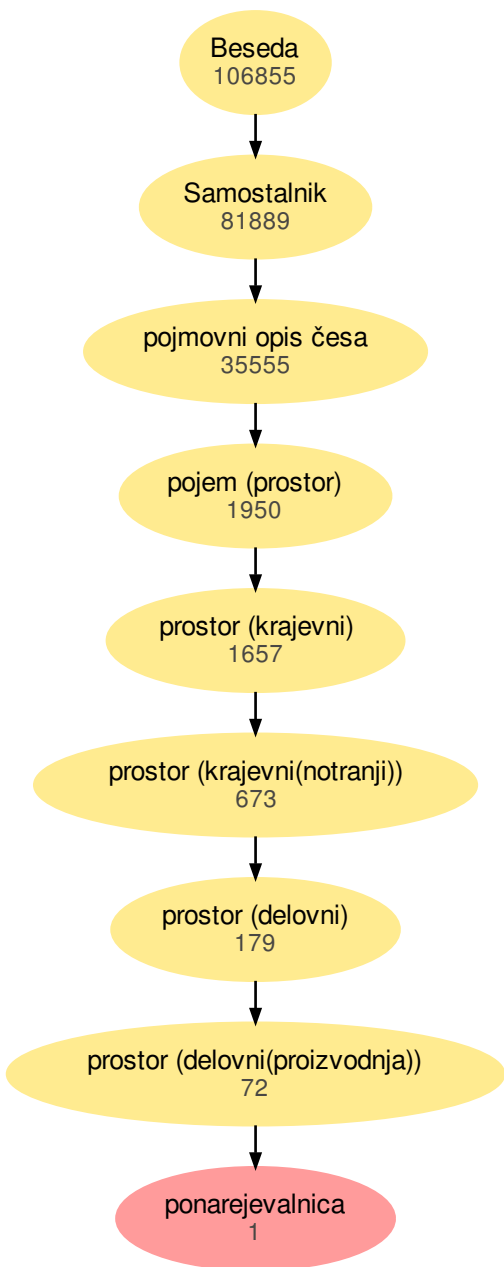 Beseda
106855
Samostalnik
81889
pojmovni opis česa
35555
pojem (prostor)
1950
prostor (krajevni)
1657
prostor (krajevni(notranji))
673
prostor (delovni)
179
prostor (delovni(proizvodnja))
72
ponarejevalnica
1